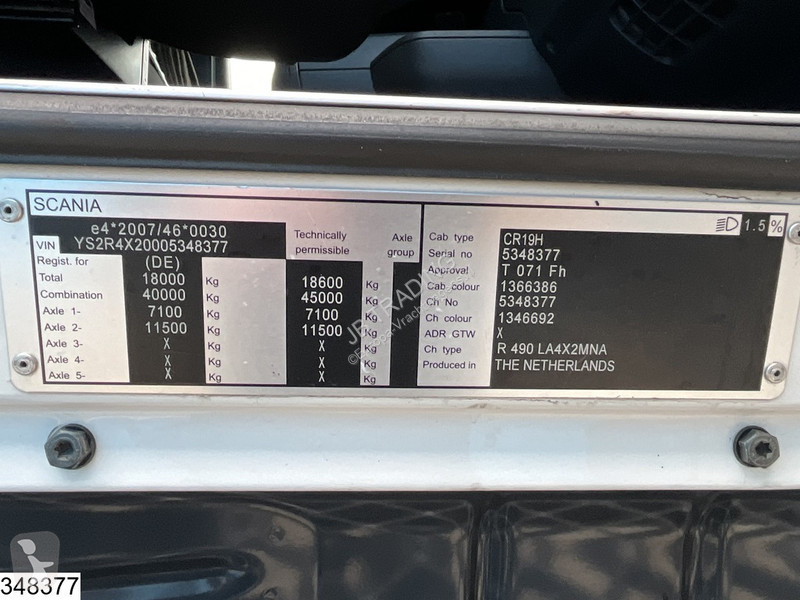 SCANIA
1.5 %
e4*2007/46*0030
VIN YS2R4X20005348377
Technically permissible
Axle group
Regist. for (DE)
Total 18000 Kg 18600 Kg
Combination 40000 Kg 45000 Kg
Axle 1- 7100 Kg 7100 Kg
Axle 2- 11500 Kg 11500 Kg
Axle 3- X Kg X Kg
Axle 4- X Kg X Kg
Axle 5- X Kg X Kg
Cab type CR19H
Serial no 5348377
Approval T 071 Fh
Cab colour 1366386
Ch No 5348377
Ch colour 1346692
ADR GTW X
Ch type R 490 LA4X2MNA
Produced in THE NETHERLANDS
JB TRADING
348377